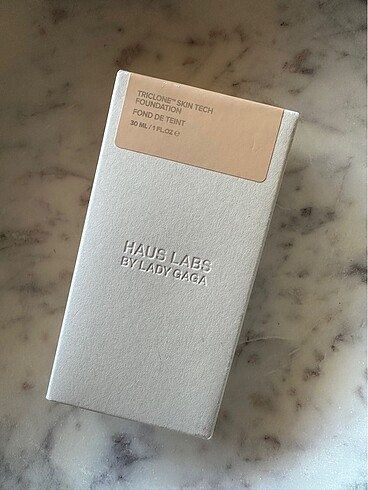 TRICLONE™ SKIN TECH
FOUNDATION
FOND DE TEINT
30 ML / 1 FL.OZ ℮
HAUS LABS
BY LADY GAGA